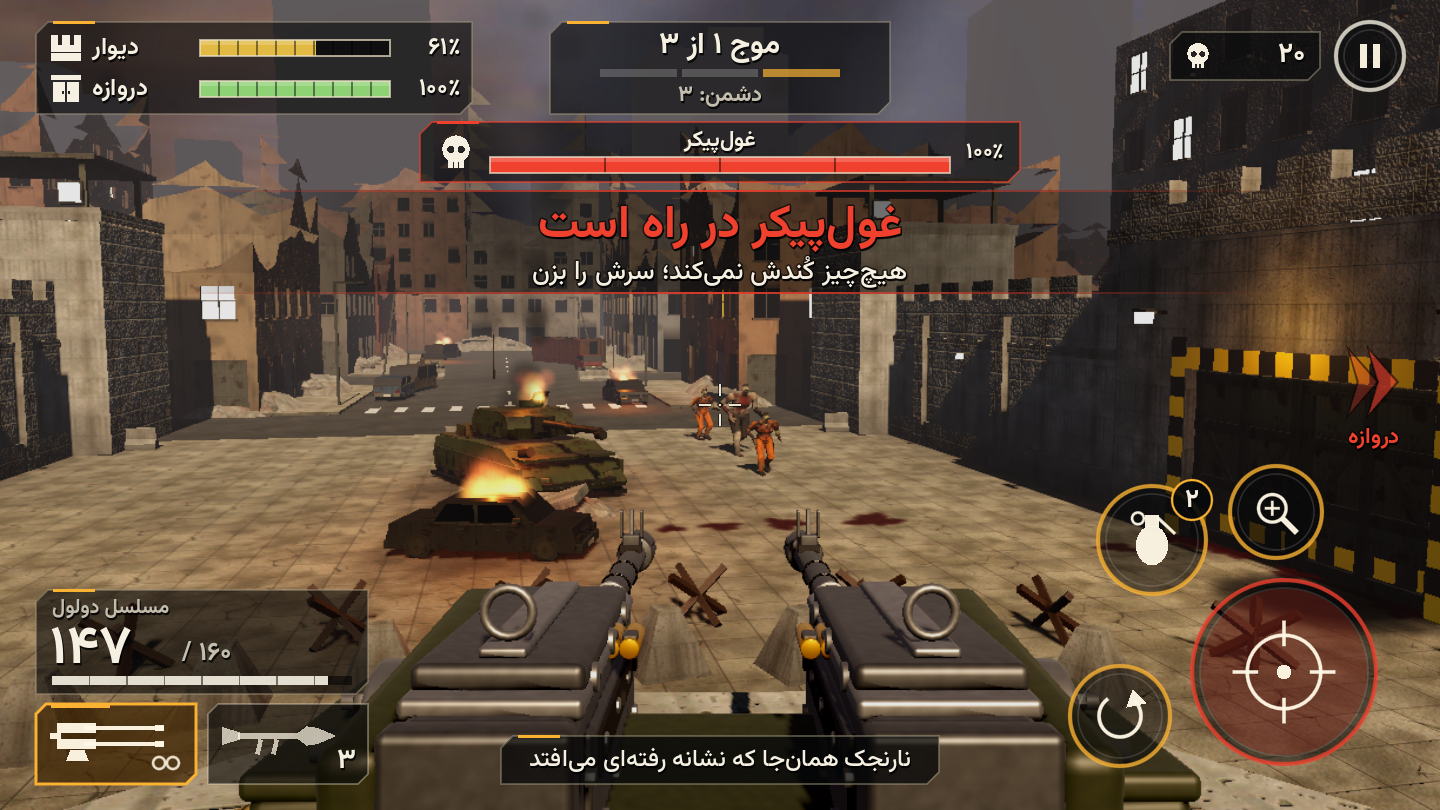 دیوار ۶۱٪
دروازه ۱۰۰٪
موج ۱ از ۳
دشمن: ۳
۲۰
غول‌پیکر
۱۰۰٪
غول‌پیکر در راه است
هیچ‌چیز کُندش نمی‌کند؛ سرش را بزن
دروازه
۲
مسلسل دولول
۱۴۷ / ۱۶۰
∞
۳
نارنجک همان‌جا که نشانه رفته‌ای می‌افتد